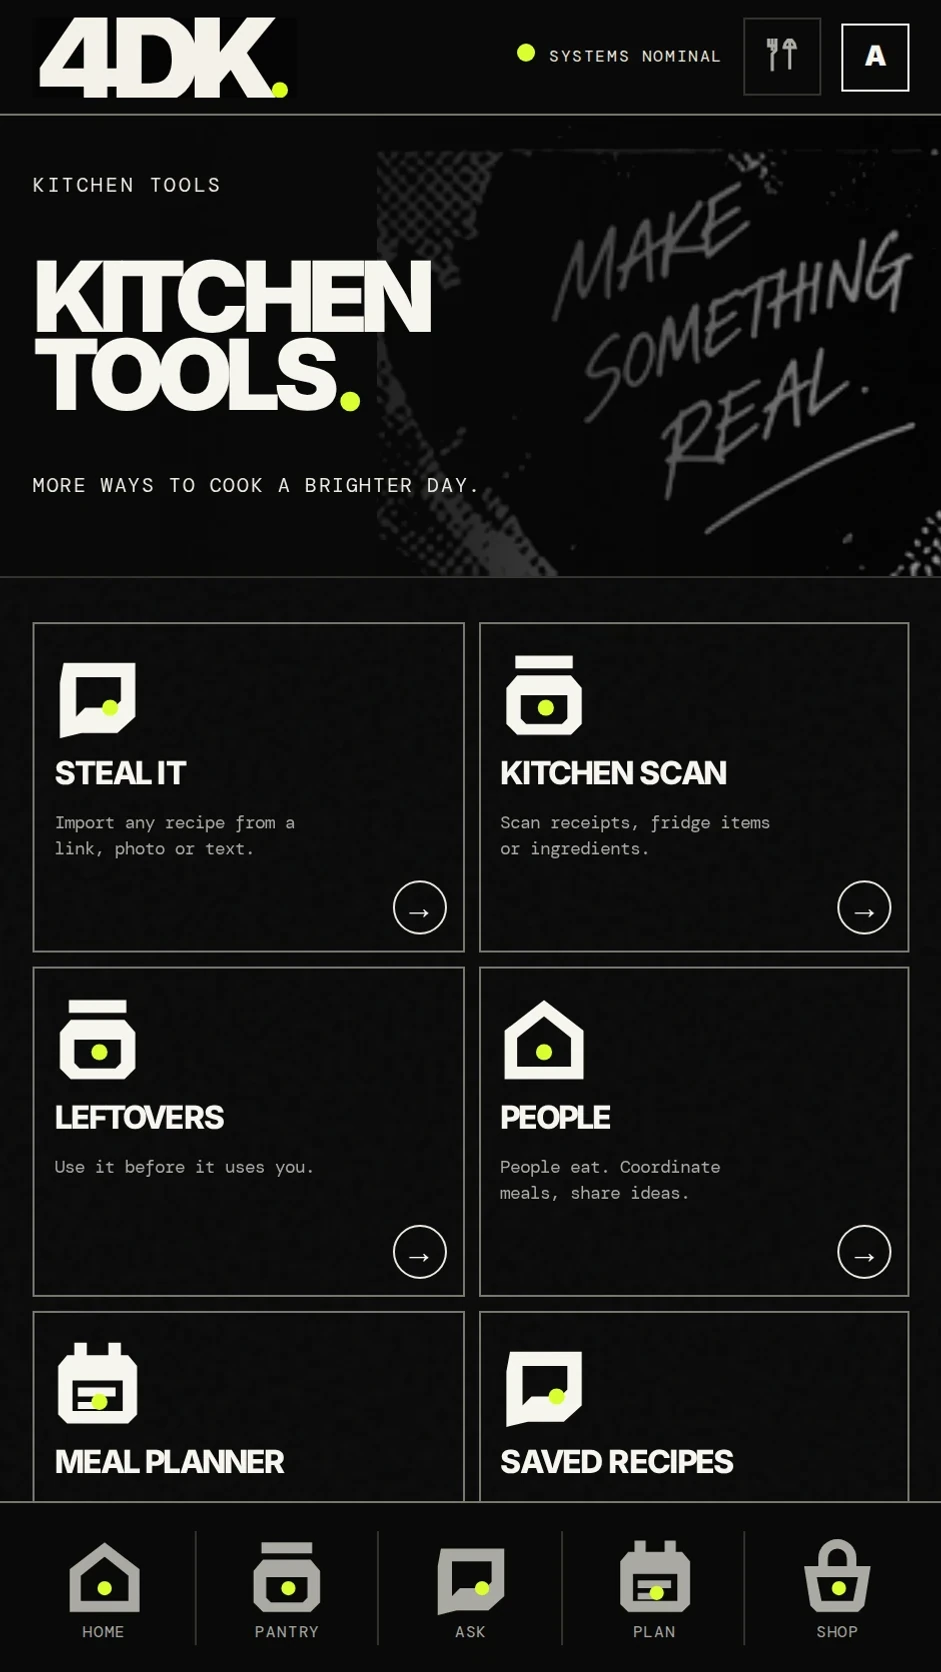 4DK.
SYSTEMS NOMINAL
A
KITCHEN TOOLS
KITCHEN
TOOLS.
MAKE
SOMETHING
REAL.
MORE WAYS TO COOK A BRIGHTER DAY.
STEAL IT
Import any recipe from a
link, photo or text.
→
KITCHEN SCAN
Scan receipts, fridge items
or ingredients.
→
LEFTOVERS
Use it before it uses you.
→
PEOPLE
People eat. Coordinate
meals, share ideas.
→
MEAL PLANNER
SAVED RECIPES
HOME
PANTRY
ASK
PLAN
SHOP